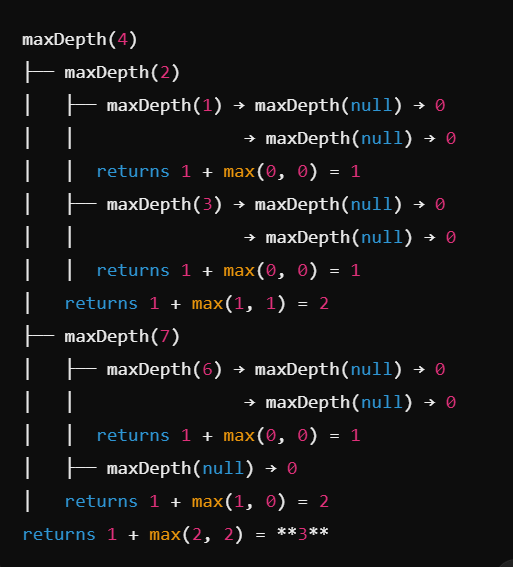 maxDepth(4)
├── maxDepth(2)
│   ├── maxDepth(1) → maxDepth(null) → 0
│   │                → maxDepth(null) → 0
│   │  returns 1 + max(0, 0) = 1
│   ├── maxDepth(3) → maxDepth(null) → 0
│   │                → maxDepth(null) → 0
│   │  returns 1 + max(0, 0) = 1
│   returns 1 + max(1, 1) = 2
├── maxDepth(7)
│   ├── maxDepth(6) → maxDepth(null) → 0
│   │                → maxDepth(null) → 0
│   │  returns 1 + max(0, 0) = 1
│   ├── maxDepth(null) → 0
│   returns 1 + max(1, 0) = 2
returns 1 + max(2, 2) = **3**